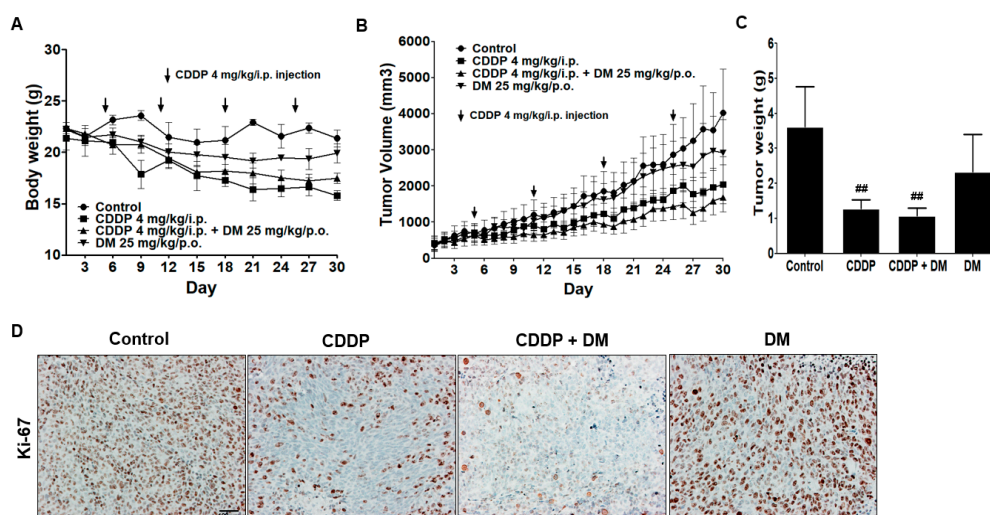 A
30
25
20
15
10
Body weight (g)
CDDP 4 mg/kg/i.p. injection
Control
CDDP 4 mg/kg/i.p.
CDDP 4 mg/kg/i.p. + DM 25 mg/p.o.
DM 25 mg/kg/p.o.
3 6 9 12 15 18 21 24 27 30
Day
B
6000
5000
4000
3000
2000
1000
0
Tumor Volume (mm3)
Control
CDDP 4 mg/kg/i.p.
CDDP 4 mg/kg/i.p. + DM 25 mg/kg/p.o.
DM 25 mg/kg/p.o.
CDDP 4 mg/kg/i.p. injection
3 6 9 12 15 18 21 24 27 30
Day
C
6
5
4
3
2
1
0
Tumor weight (g)
##
##
Control CDDP CDDP + DM DM
D
Control CDDP CDDP + DM DM
Ki-67